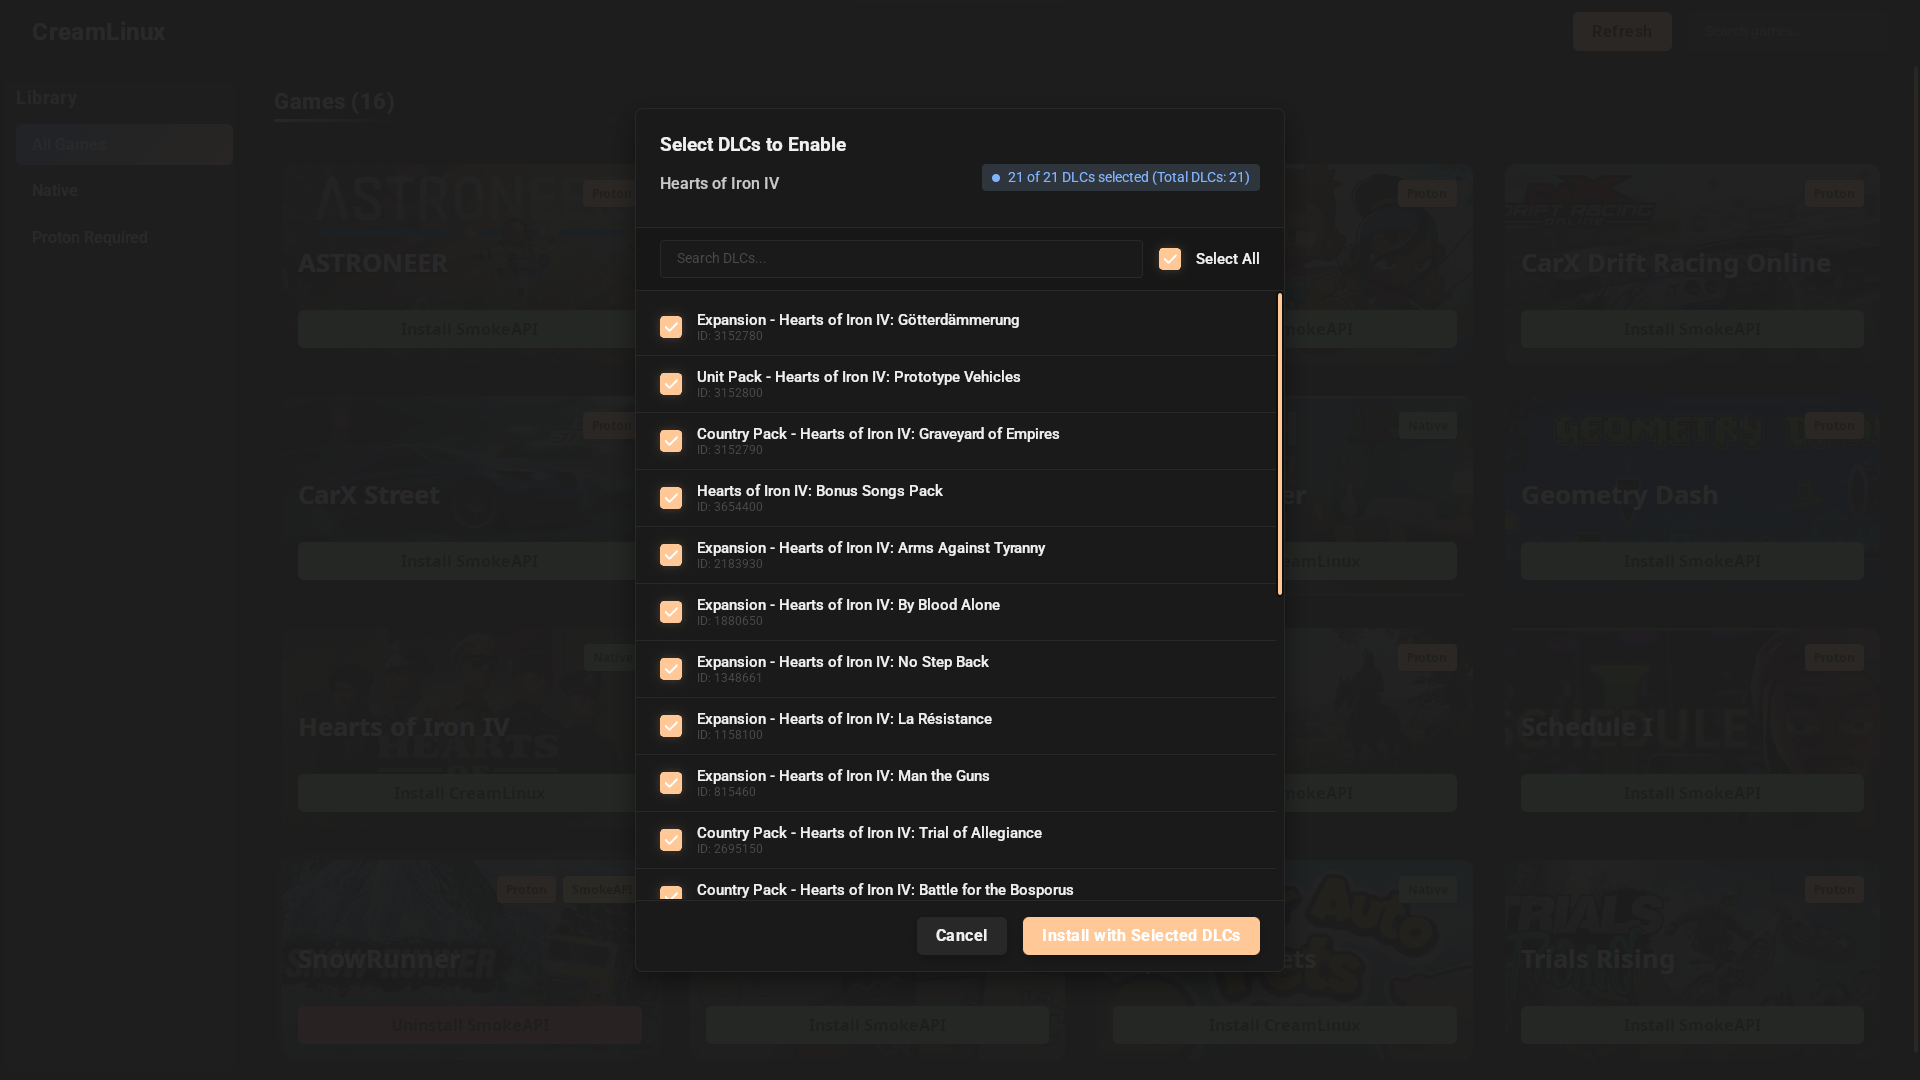 CreamLinux
Refresh
Library
All Games
Native
Proton Required
Games (16)
Select DLCs to Enable
Hearts of Iron IV
21 of 21 DLCs selected (Total DLCs: 21)
Search DLCs...
Select All
Expansion - Hearts of Iron IV: Götterdämmerung
ID: 3152780
Unit Pack - Hearts of Iron IV: Prototype Vehicles
ID: 3152800
Country Pack - Hearts of Iron IV: Graveyard of Empires
ID: 3152790
Hearts of Iron IV: Bonus Songs Pack
ID: 3654400
Expansion - Hearts of Iron IV: Arms Against Tyranny
ID: 2183930
Expansion - Hearts of Iron IV: By Blood Alone
ID: 1880650
Expansion - Hearts of Iron IV: No Step Back
ID: 1348661
Expansion - Hearts of Iron IV: La Résistance
ID: 1158100
Expansion - Hearts of Iron IV: Man the Guns
ID: 815460
Country Pack - Hearts of Iron IV: Trial of Allegiance
ID: 2695150
Country Pack - Hearts of Iron IV: Battle for the Bosporus
Cancel
Install with Selected DLCs
Proton
ASTRONEER
Install SmokeAPI
Proton
Proton
CarX Drift Racing Online
Install SmokeAPI
Proton
CarX Street
Install SmokeAPI
Native
Proton
GEOMETRY
Geometry Dash
Install SmokeAPI
Native
Hearts of Iron IV
HEARTS
Install CreamLinux
Proton
Proton
Schedule I
Install SmokeAPI
Proton
SmokeAPI
SnowRunner
Uninstall SmokeAPI
Install SmokeAPI
Native
Install CreamLinux
Proton
TRIALS
Trials Rising
Install SmokeAPI